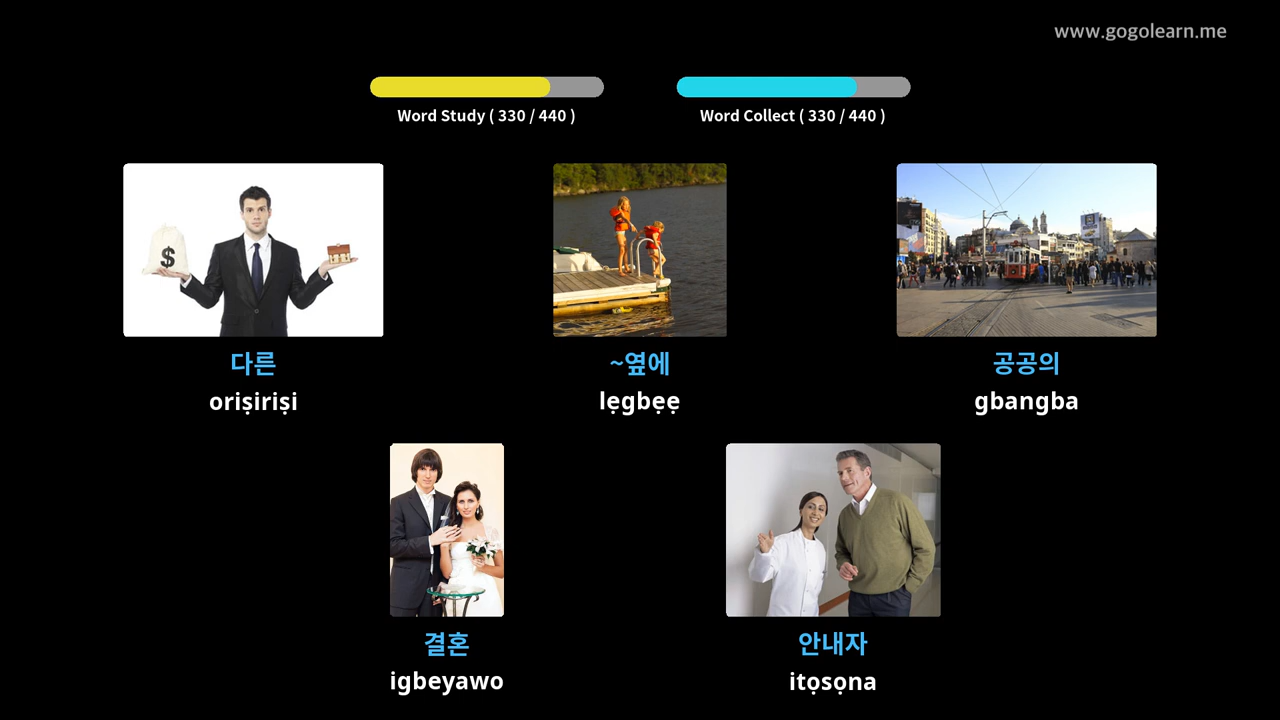 www.gogolearn.me
Word Study ( 330 / 440 )
Word Collect ( 330 / 440 )
$
다른
oriṣiriṣi
~옆에
lẹgbẹẹ
공공의
gbangba
결혼
igbeyawo
안내자
itọsọna